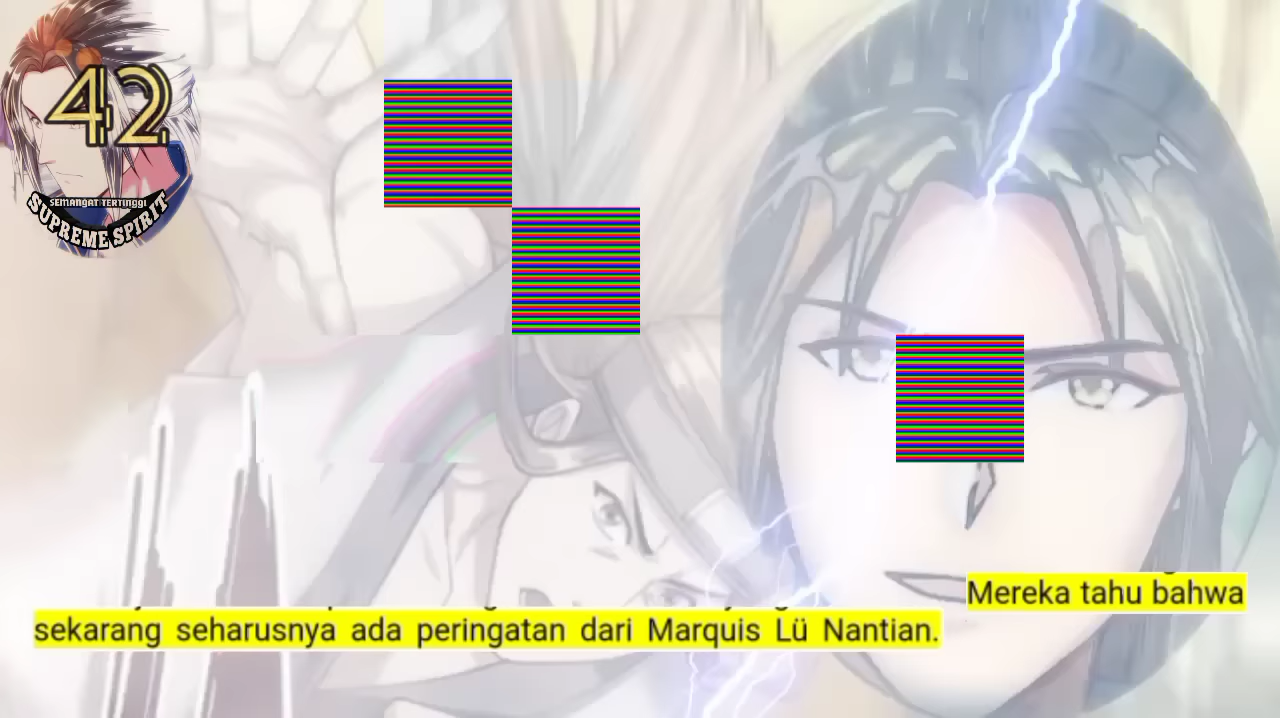 42
SEMANGAT TERTINGGI
SUPREME SPIRIT
Mereka tahu bahwa
sekarang seharusnya ada peringatan dari Marquis Lü Nantian.